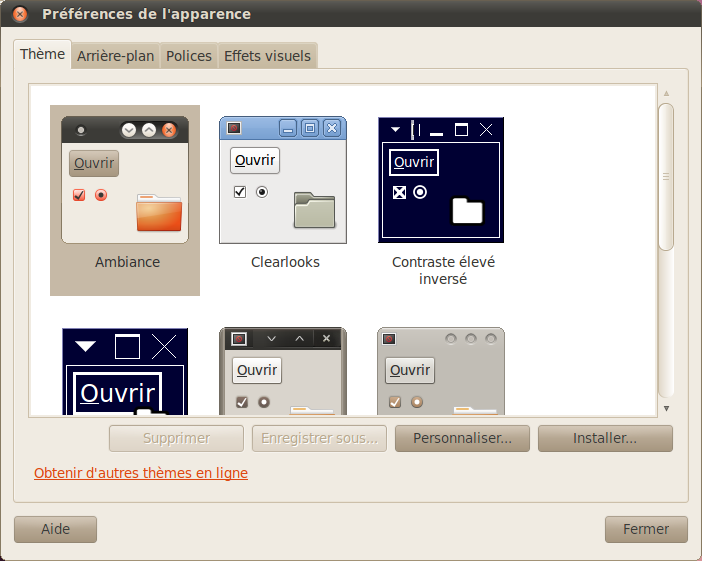 Préférences de l'apparence
Thème
Arrière-plan
Polices
Effets visuels
Ouvrir
Ouvrir
Ouvrir
Ambiance
Clearlooks
Contraste élevé
inversé
Ouvrir
Ouvrir
Ouvrir
Supprimer
Enregistrer sous...
Personnaliser...
Installer...
Obtenir d'autres thèmes en ligne
Aide
Fermer